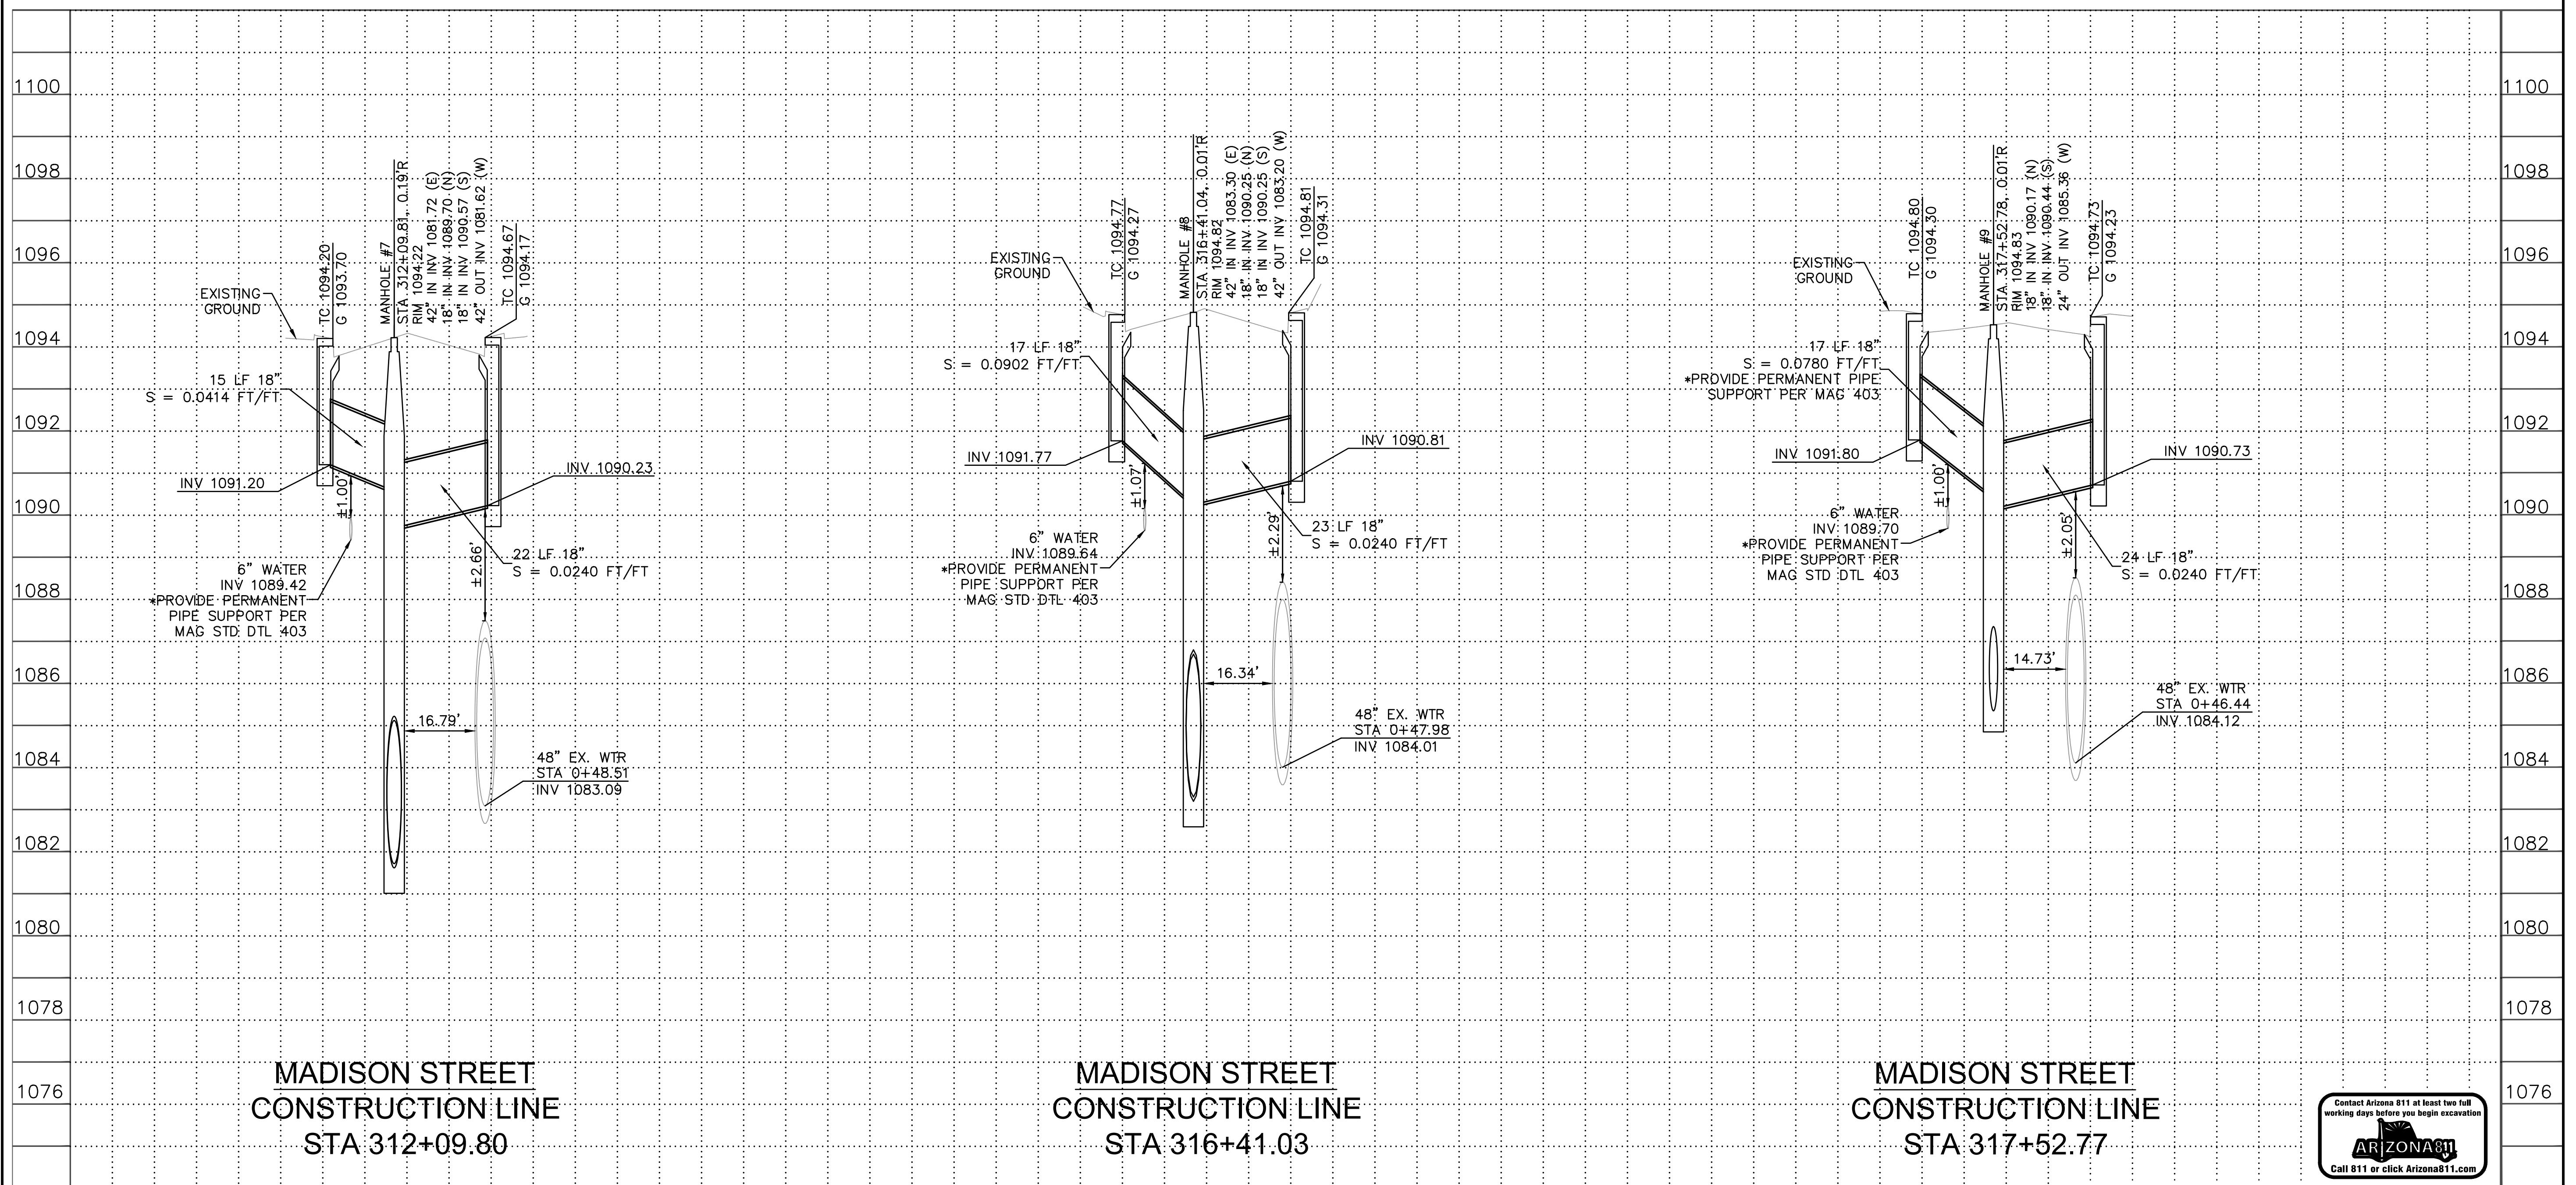 1100
1098
1096
1094
1092
1090
1088
1086
1084
1082
1080
1078
1076
EXISTING
GROUND
TC 1094.20
G 1093.70
MANHOLE #7
STA 312+09.81, 0.19'R
RIM 1094.22
42" IN INV 1081.72 (E)
18" IN INV 1089.70 (N)
18" IN INV 1090.57 (S)
42" OUT INV 1081.62 (W)
TC 1094.67
G 1094.17
15 LF 18"
S = 0.0414 FT/FT
INV 1091.20
±1.00'
INV 1090.23
22 LF 18"
S = 0.0240 FT/FT
±2.66'
6" WATER
INV 1089.42
*PROVIDE PERMANENT
PIPE SUPPORT PER
MAG STD DTL 403
16.79'
48" EX. WTR
STA 0+48.51
INV 1083.09
MADISON STREET
CONSTRUCTION LINE
STA 312+09.80
EXISTING
GROUND
TC 1094.77
G 1094.27
MANHOLE #8
STA 316+41.04, 0.01'R
RIM 1094.82
42" IN INV 1083.30 (E)
18" IN INV 1090.25 (N)
18" IN INV 1090.25 (S)
42" OUT INV 1083.20 (W)
TC 1094.81
G 1094.31
17 LF 18"
S = 0.0902 FT/FT
INV 1091.77
±1.07'
INV 1090.81
23 LF 18"
S = 0.0240 FT/FT
±2.29'
6" WATER
INV 1089.64
*PROVIDE PERMANENT
PIPE SUPPORT PER
MAG STD DTL 403
16.34'
48" EX. WTR
STA 0+47.98
INV 1084.01
MADISON STREET
CONSTRUCTION LINE
STA 316+41.03
EXISTING
GROUND
TC 1094.80
G 1094.30
MANHOLE #9
STA 317+52.78, 0.01'R
RIM 1094.83
18" IN INV 1090.17 (N)
18" IN INV 1090.44 (S)
24" OUT INV 1085.36 (W)
TC 1094.73
G 1094.23
17 LF 18"
S = 0.0780 FT/FT
*PROVIDE PERMANENT PIPE
SUPPORT PER MAG 403
INV 1091.80
±1.00'
INV 1090.73
24 LF 18"
S = 0.0240 FT/FT
±2.05'
6" WATER
INV 1089.70
*PROVIDE PERMANENT
PIPE SUPPORT PER
MAG STD DTL 403
14.73'
48" EX. WTR
STA 0+46.44
INV 1084.12
MADISON STREET
CONSTRUCTION LINE
STA 317+52.77
1100
1098
1096
1094
1092
1090
1088
1086
1084
1082
1080
1078
1076
Contact Arizona 811 at least two full
working days before you begin excavation
ARIZONA811
Call 811 or click Arizona811.com